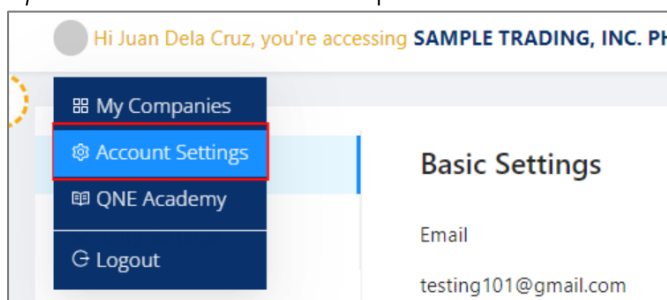 Hi Juan Dela Cruz, you're accessing SAMPLE TRADING, INC. PH
My Companies
Account Settings
QNE Academy
Logout
Basic Settings
Email
testing101@gmail.com